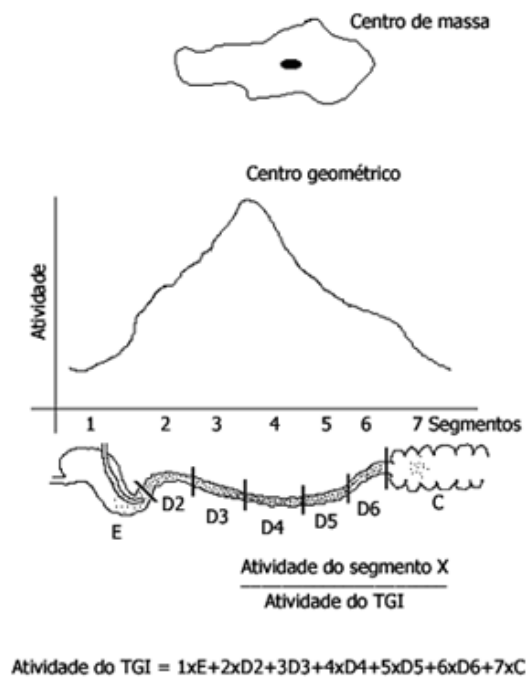 Centro de massa
Centro geométrico
Atividade
1 2 3 4 5 6 7 Segmentos
E D2 D3 D4 D5 D6 C
Atividade do segmento X
Atividade do TGI
Atividade do TGI = 1xE+2xD2+3D3+4xD4+5xD5+6xD6+7xC